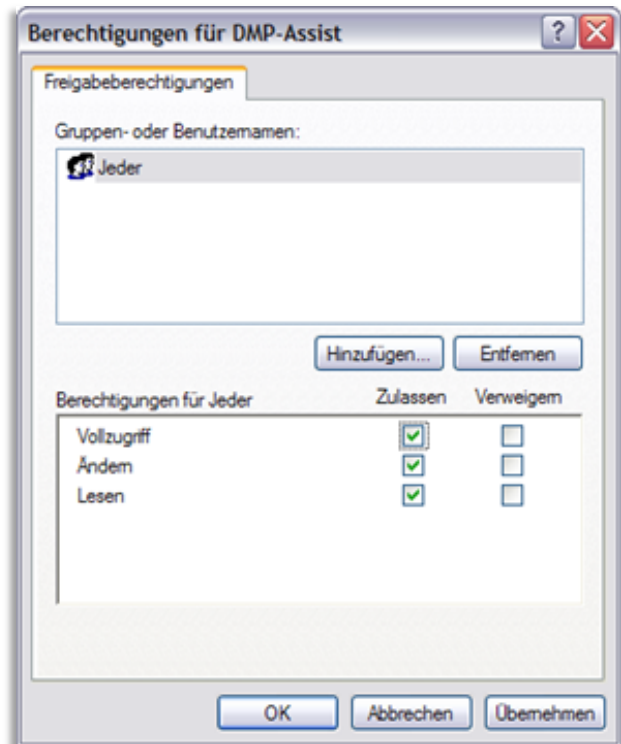 Berechtigungen für DMP-Assist
Freigabeberechtigungen
Gruppen- oder Benutzernamen:
Jeder
Hinzufügen... Entfernen
Berechtigungen für Jeder Zulassen Verweigern
Vollzugriff
Ändern
Lesen
OK Abbrechen Übernehmen